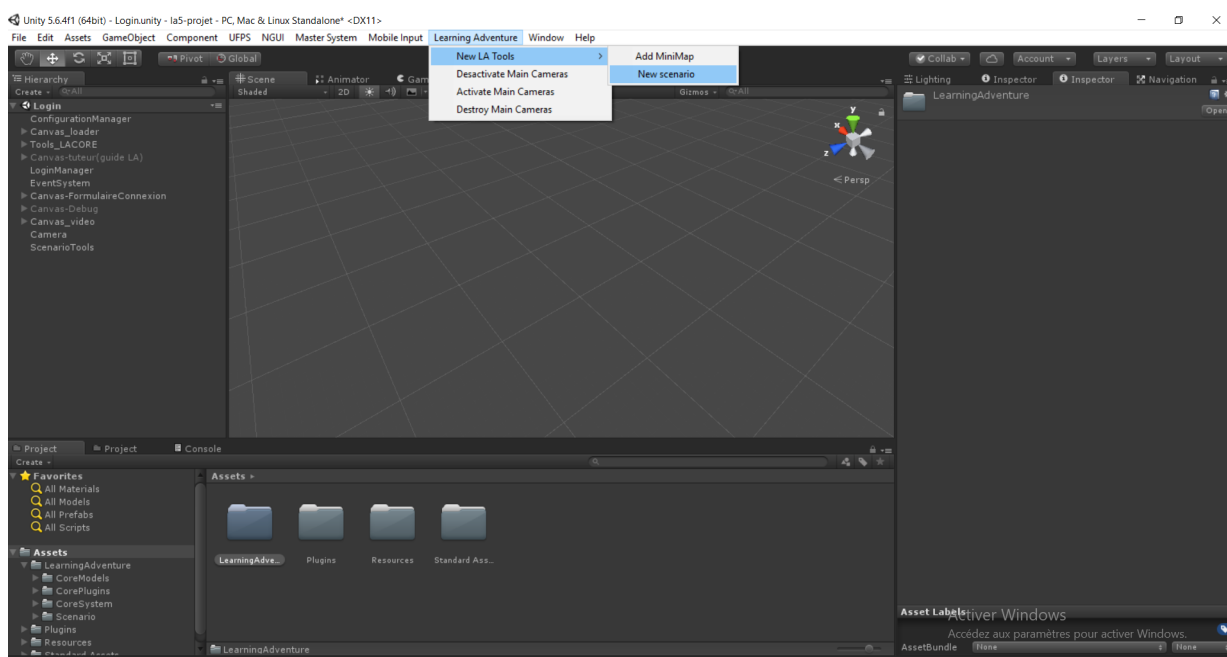 Unity 5.6.4f1 (64bit) - Login.unity - la5-projet - PC, Mac & Linux Standalone* <DX11>
File Edit Assets GameObject Component UFPS NGUI Master System Mobile Input Learning Adventure Window Help
Pivot Global
New LA Tools
Desactivate Main Cameras
Activate Main Cameras
Destroy Main Cameras
Add MiniMap
New scenario
Collab Account Layers Layout
Hierarchy
Create All
Login
ConfigurationManager
Canvas_loader
Tools_LACORE
Canvas-tuteur(guide LA)
LoginManager
EventSystem
Canvas-FormulaireConnexion
Canvas-Debug
Canvas_video
Camera
ScenarioTools
Scene Animator Gam
Shaded 2D Gizmos All
y
x
z
Persp
Lighting Inspector Inspector Navigation
LearningAdventure
Open
Project Project Console
Create
Favorites
All Materials
All Models
All Prefabs
All Scripts
Assets
LearningAdventure
CoreModels
CorePlugins
CoreSystem
Scenario
Plugins
Resources
Standard Assets
Assets
LearningAdve... Plugins Resources Standard Ass...
LearningAdventure
Asset Labels
Activer Windows
Accédez aux paramètres pour activer Windows.
AssetBundle None None